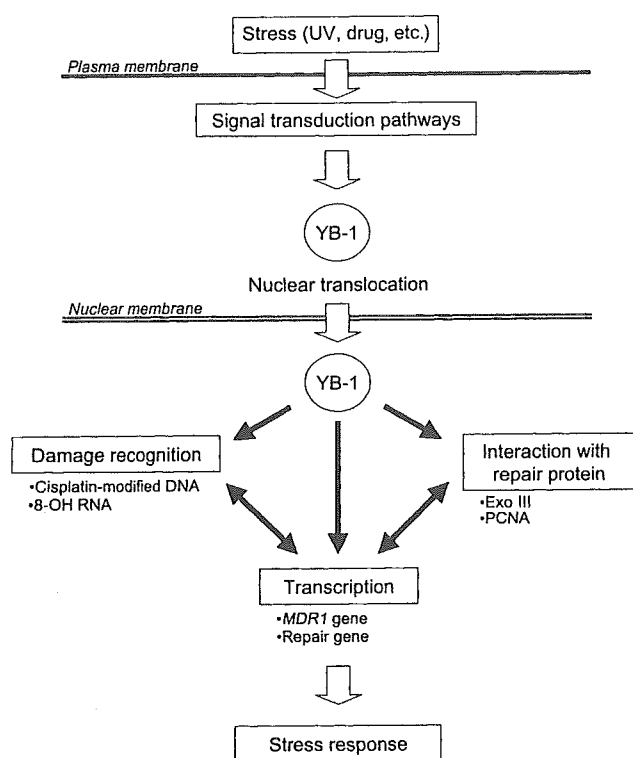 Stress (UV, drug, etc.)
Plasma membrane
Signal transduction pathways
YB-1
Nuclear translocation
Nuclear membrane
YB-1
Damage recognition
•Cisplatin-modified DNA
•8-OH RNA
Interaction with
repair protein
•Exo III
•PCNA
Transcription
•MDR1 gene
•Repair gene
Stress response